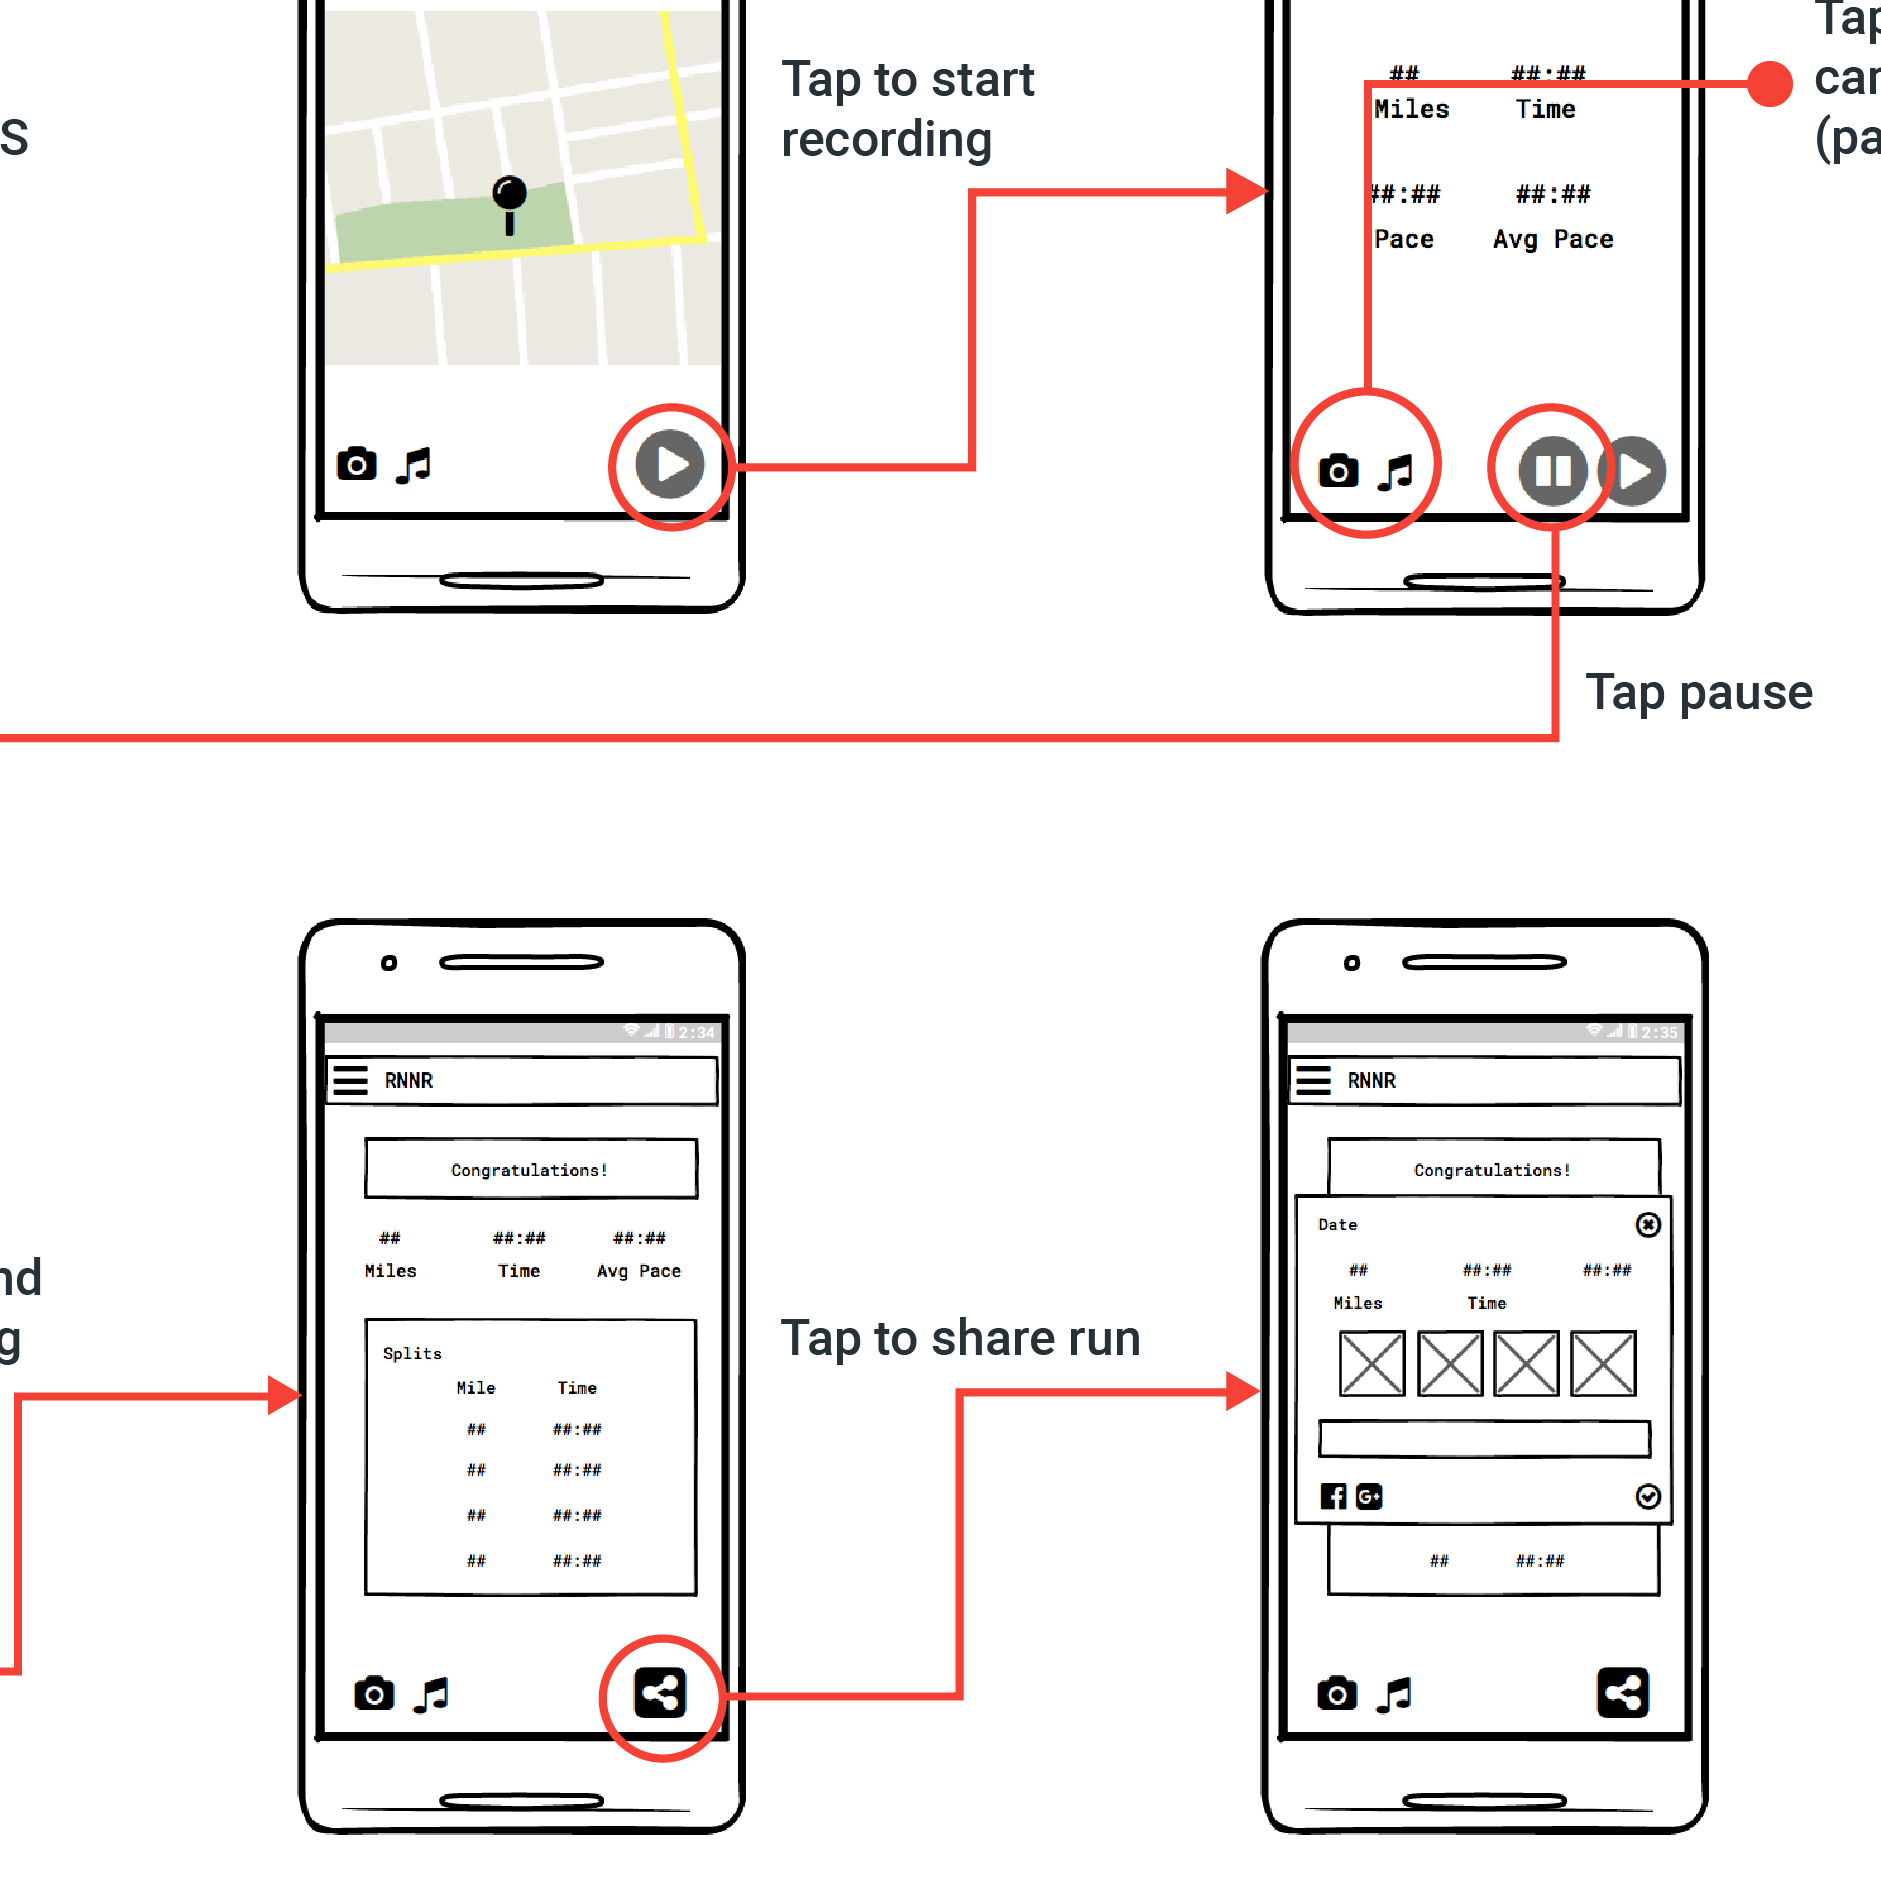 S
Tap to start
recording
##
##:##
Miles
Time
##:##
##:##
Pace
Avg Pace
Tap
(pa
Tap pause
2:34
RNNR
Congratulations!
## ##:## ##:##
Miles Time Avg Pace
Splits
Mile Time
## ##:##
## ##:##
## ##:##
## ##:##
nd
g
Tap to share run
2:35
RNNR
Congratulations!
Date
## ##:## ##:##
Miles Time
f G+
## ##:##